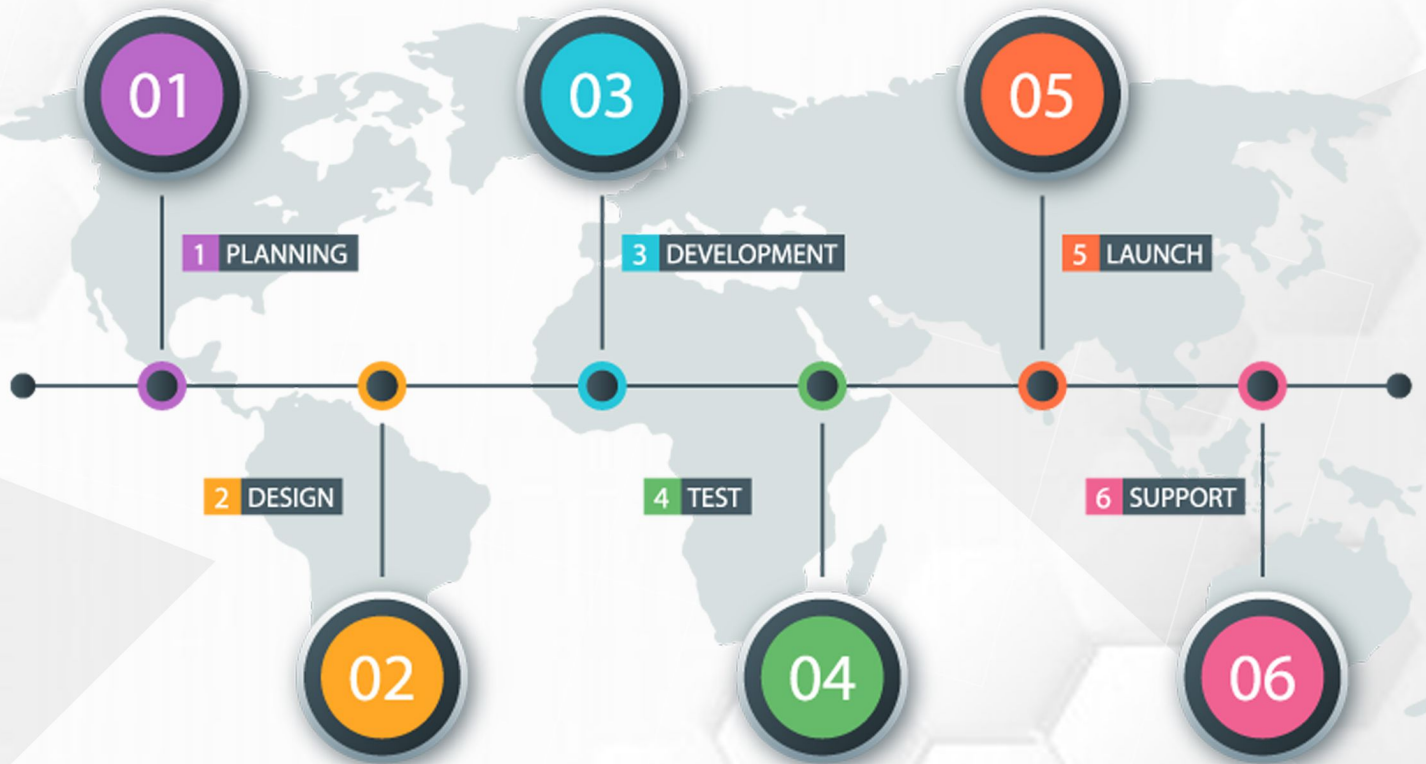 01
03
05
1 PLANNING
3 DEVELOPMENT
5 LAUNCH
2 DESIGN
4 TEST
6 SUPPORT
02
04
06